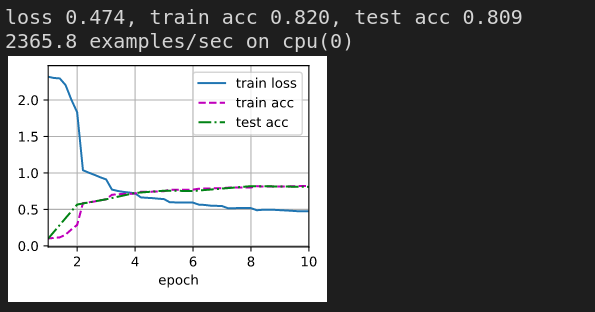 loss 0.474, train acc 0.820, test acc 0.809
2365.8 examples/sec on cpu(0)
train loss
train acc
test acc
2.0
1.5
1.0
0.5
0.0
2 4 6 8 10
epoch